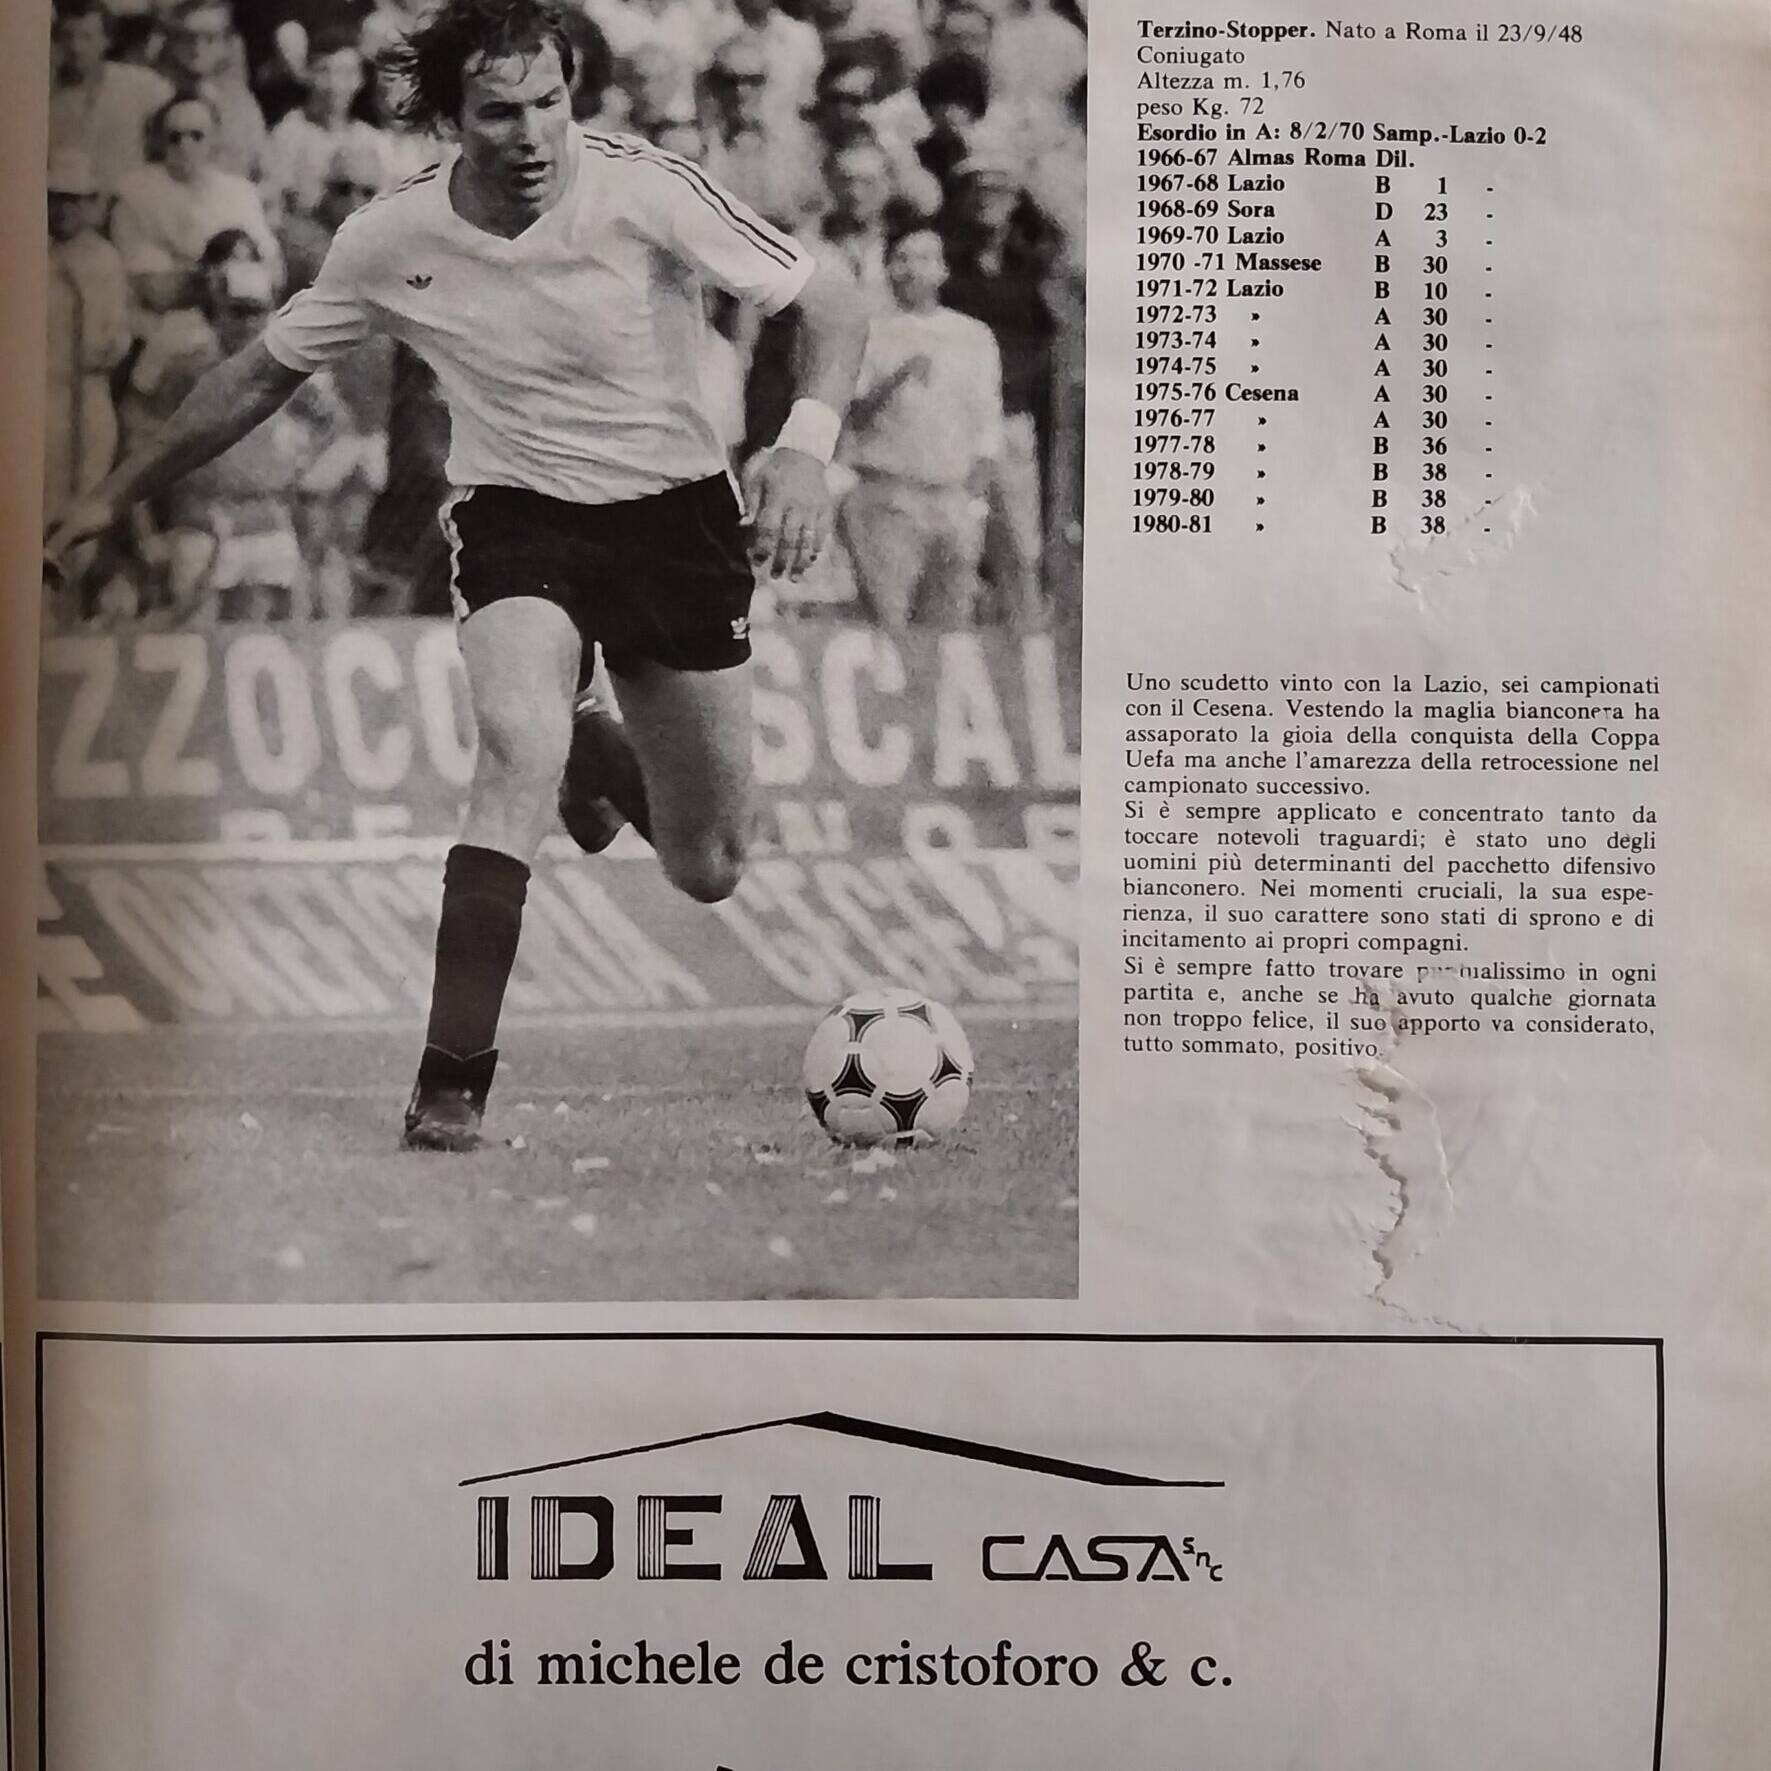 Terzino-Stopper. Nato a Roma il 23/9/48
Coniugato
Altezza m. 1,76
peso Kg. 72
Esordio in A: 8/2/70 Samp.-Lazio 0-2
1966-67 Almas Roma Dil.
1967-68 Lazio B 1 -
1968-69 Sora D 23 -
1969-70 Lazio A 3 -
1970 -71 Massese B 30 -
1971-72 Lazio B 10 -
1972-73 » A 30 -
1973-74 » A 30 -
1974-75 » A 30 -
1975-76 Cesena A 30 -
1976-77 » A 30 -
1977-78 » B 36 -
1978-79 » B 38 -
1979-80 » B 38 -
1980-81 » B 38 -
Uno scudetto vinto con la Lazio, sei campionati
con il Cesena. Vestendo la maglia bianconera ha
assaporato la gioia della conquista della Coppa
Uefa ma anche l'amarezza della retrocessione nel
campionato successivo.
Si è sempre applicato e concentrato tanto da
toccare notevoli traguardi; è stato uno degli
uomini più determinanti del pacchetto difensivo
bianconero. Nei momenti cruciali, la sua espe-
rienza, il suo carattere sono stati di sprono e di
incitamento ai propri compagni.
Si è sempre fatto trovare in ogni
partita e, anche se ha avuto qualche giornata
non troppo felice, il suo apporto va considerato,
tutto sommato, positivo.
ZZOCC SCAL
IDEAL CASA snc
di michele de cristoforo & c.